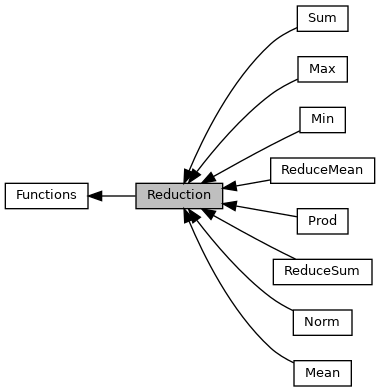 Sum
Max
Min
ReduceMean
Functions
Reduction
Prod
ReduceSum
Norm
Mean